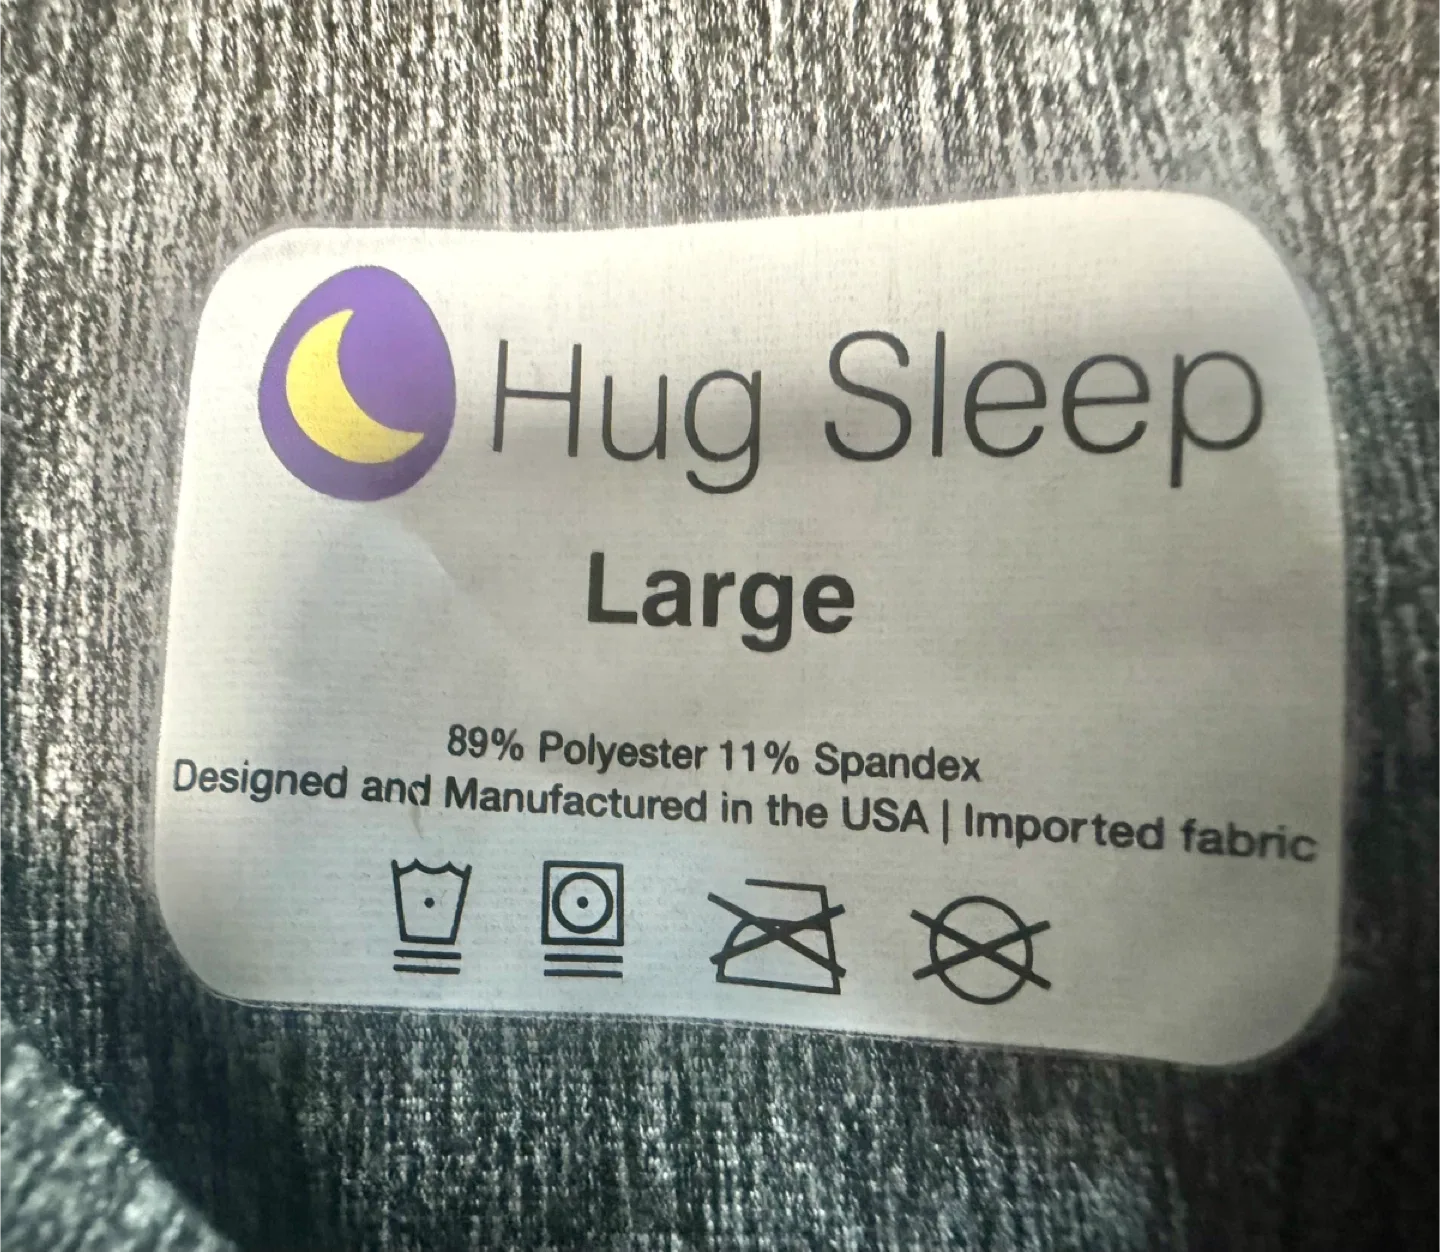 Hug Sleep
Large
89% Polyester 11% Spandex
Designed and Manufactured in the USA | Imported fabric